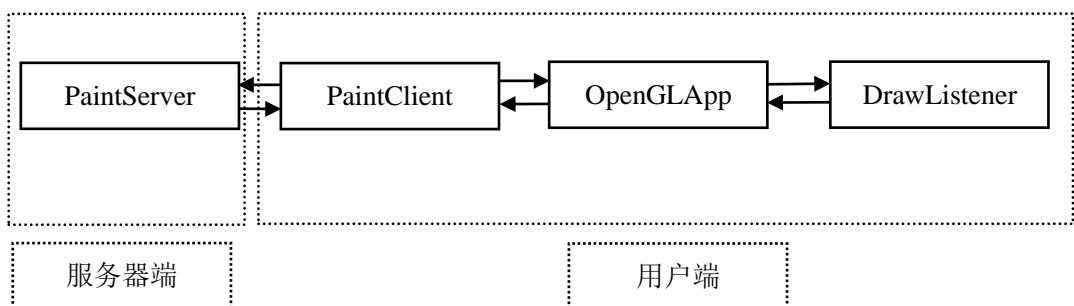 PaintServer
PaintClient
OpenGLApp
DrawListener
服务器端
用户端